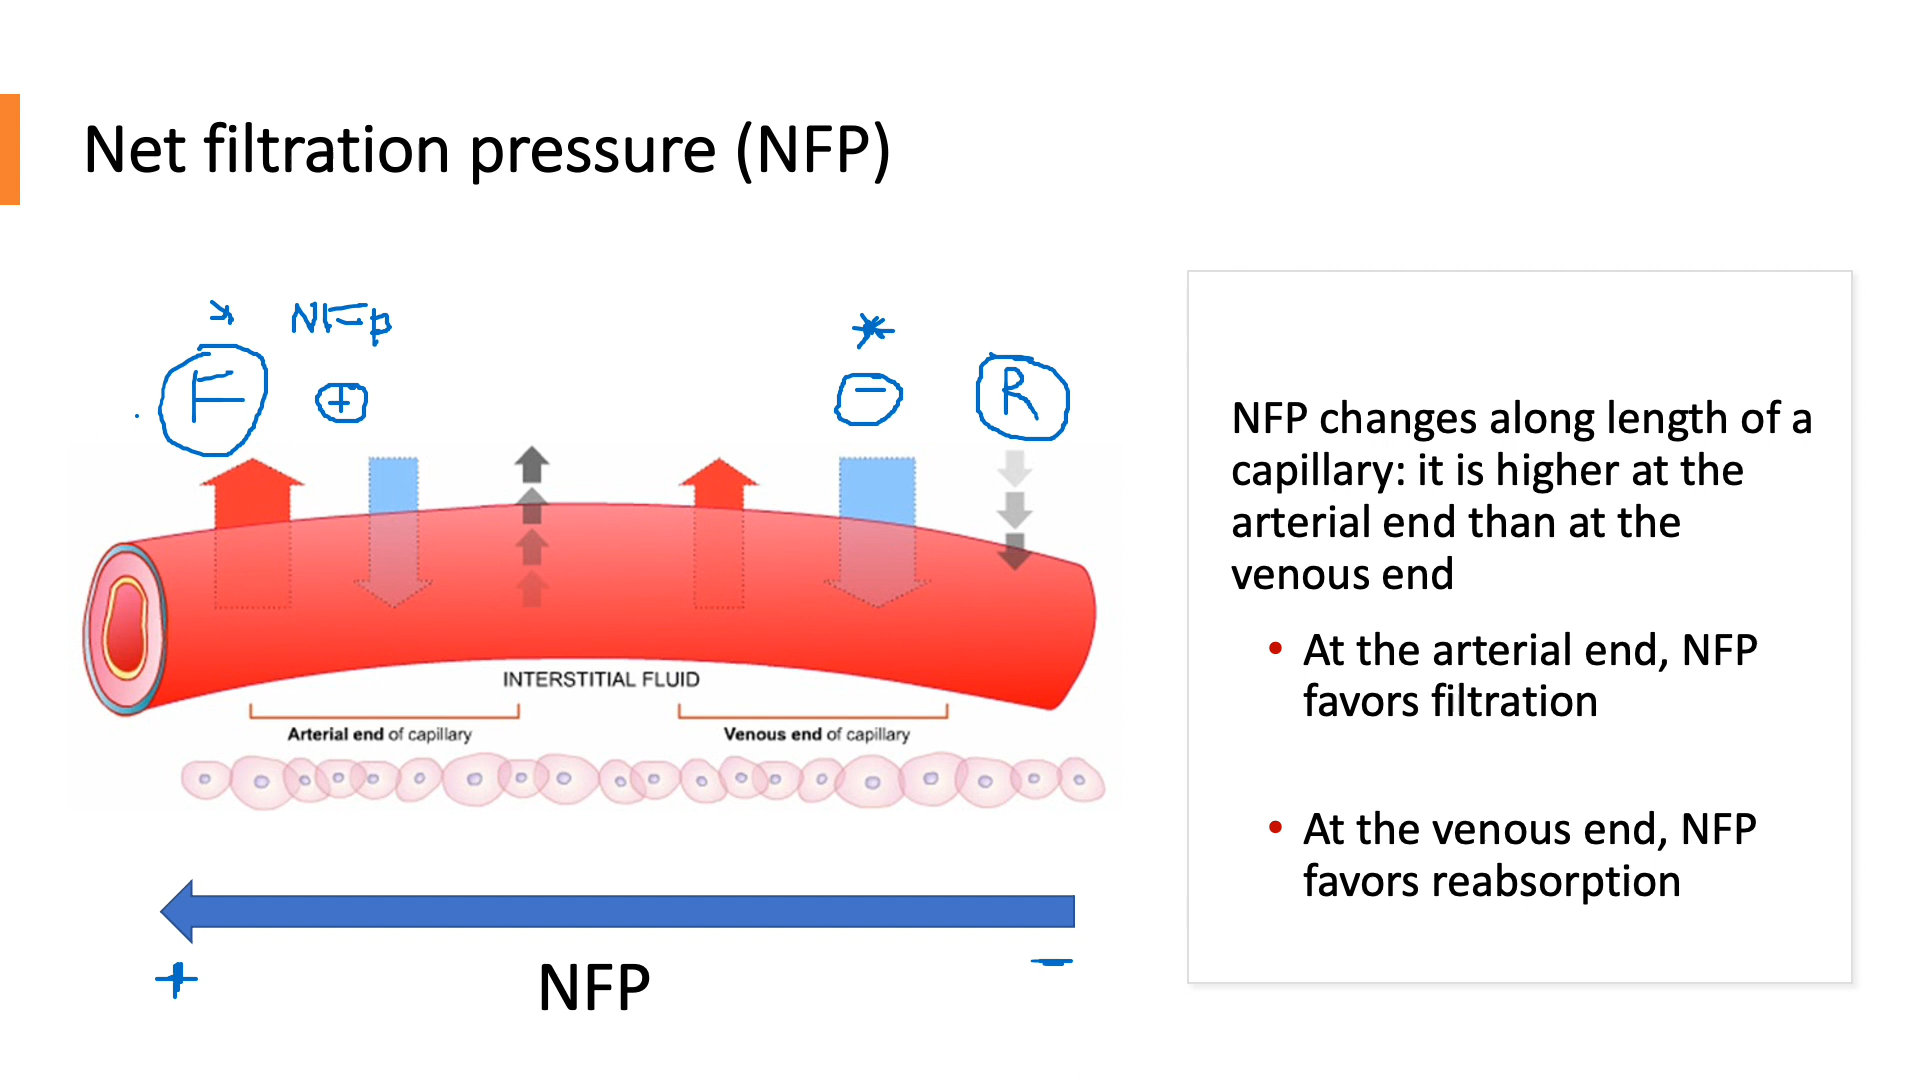 Net filtration pressure (NFP)
NFP
F
+
−
R
INTERSTITIAL FLUID
Arterial end of capillary
Venous end of capillary
+
−
NFP
NFP changes along length of a
capillary: it is higher at the
arterial end than at the
venous end
• At the arterial end, NFP
favors filtration
• At the venous end, NFP
favors reabsorption